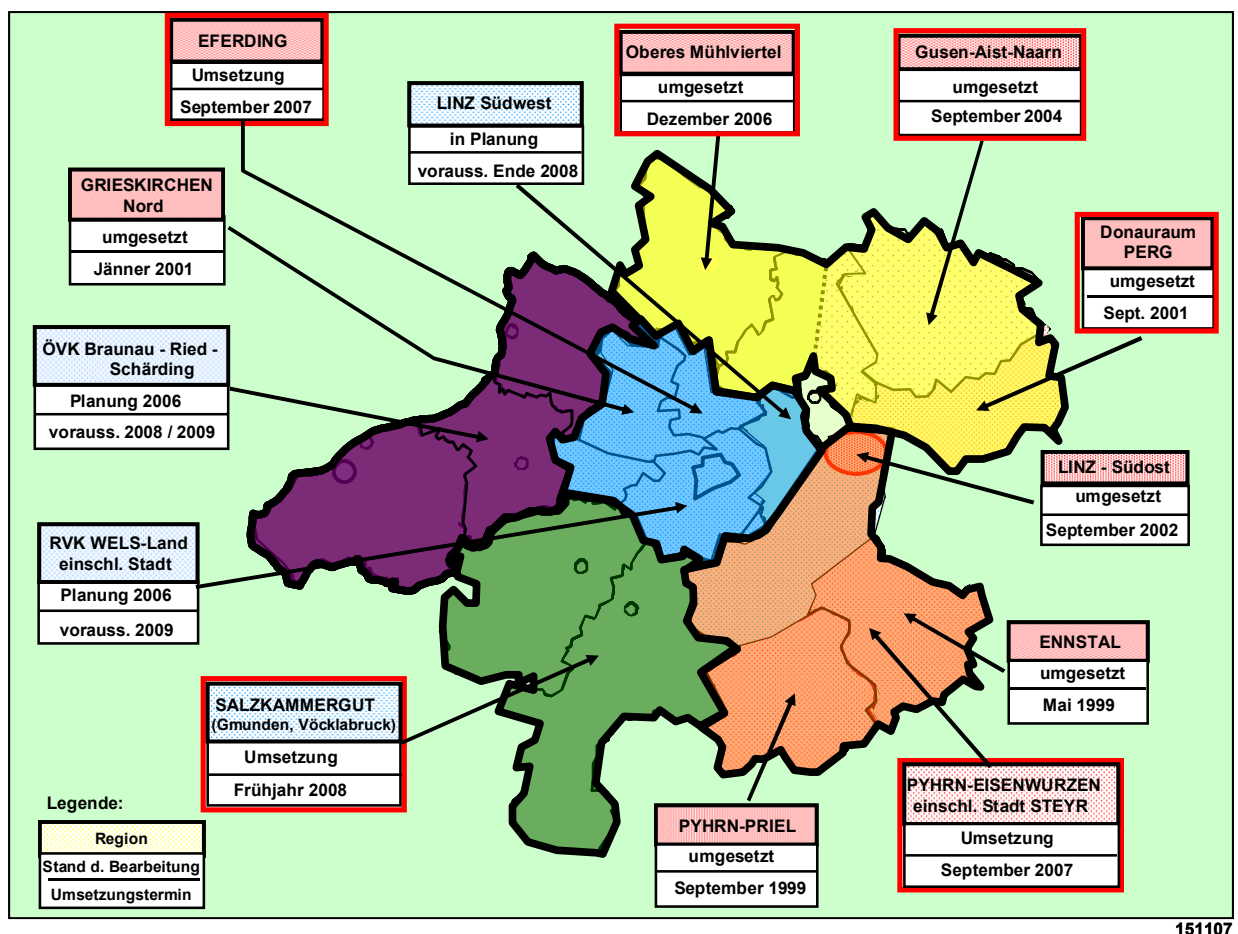 EFERDING
Umsetzung
September 2007
LINZ Südwest
in Planung
vorauss. Ende 2008
Oberes Mühlviertel
umgesetzt
Dezember 2006
Gusen-Aist-Naarn
umgesetzt
September 2004
GRIESKIRCHEN
Nord
umgesetzt
Jänner 2001
Donauraum
PERG
umgesetzt
Sept. 2001
ÖVK Braunau - Ried -
Schärding
Planung 2006
vorauss. 2008 / 2009
LINZ - Südost
umgesetzt
September 2002
RVK WELS-Land
einschl. Stadt
Planung 2006
vorauss. 2009
ENNSTAL
umgesetzt
Mai 1999
SALZKAMMERGUT
(Gmunden, Vöcklabruck)
Umsetzung
Frühjahr 2008
PYHRN-EISENWURZEN
einschl. Stadt STEYR
Umsetzung
September 2007
PYHRN-PRIEL
umgesetzt
September 1999
Legende:
Region
Stand d. Bearbeitung
Umsetzungstermin
151107